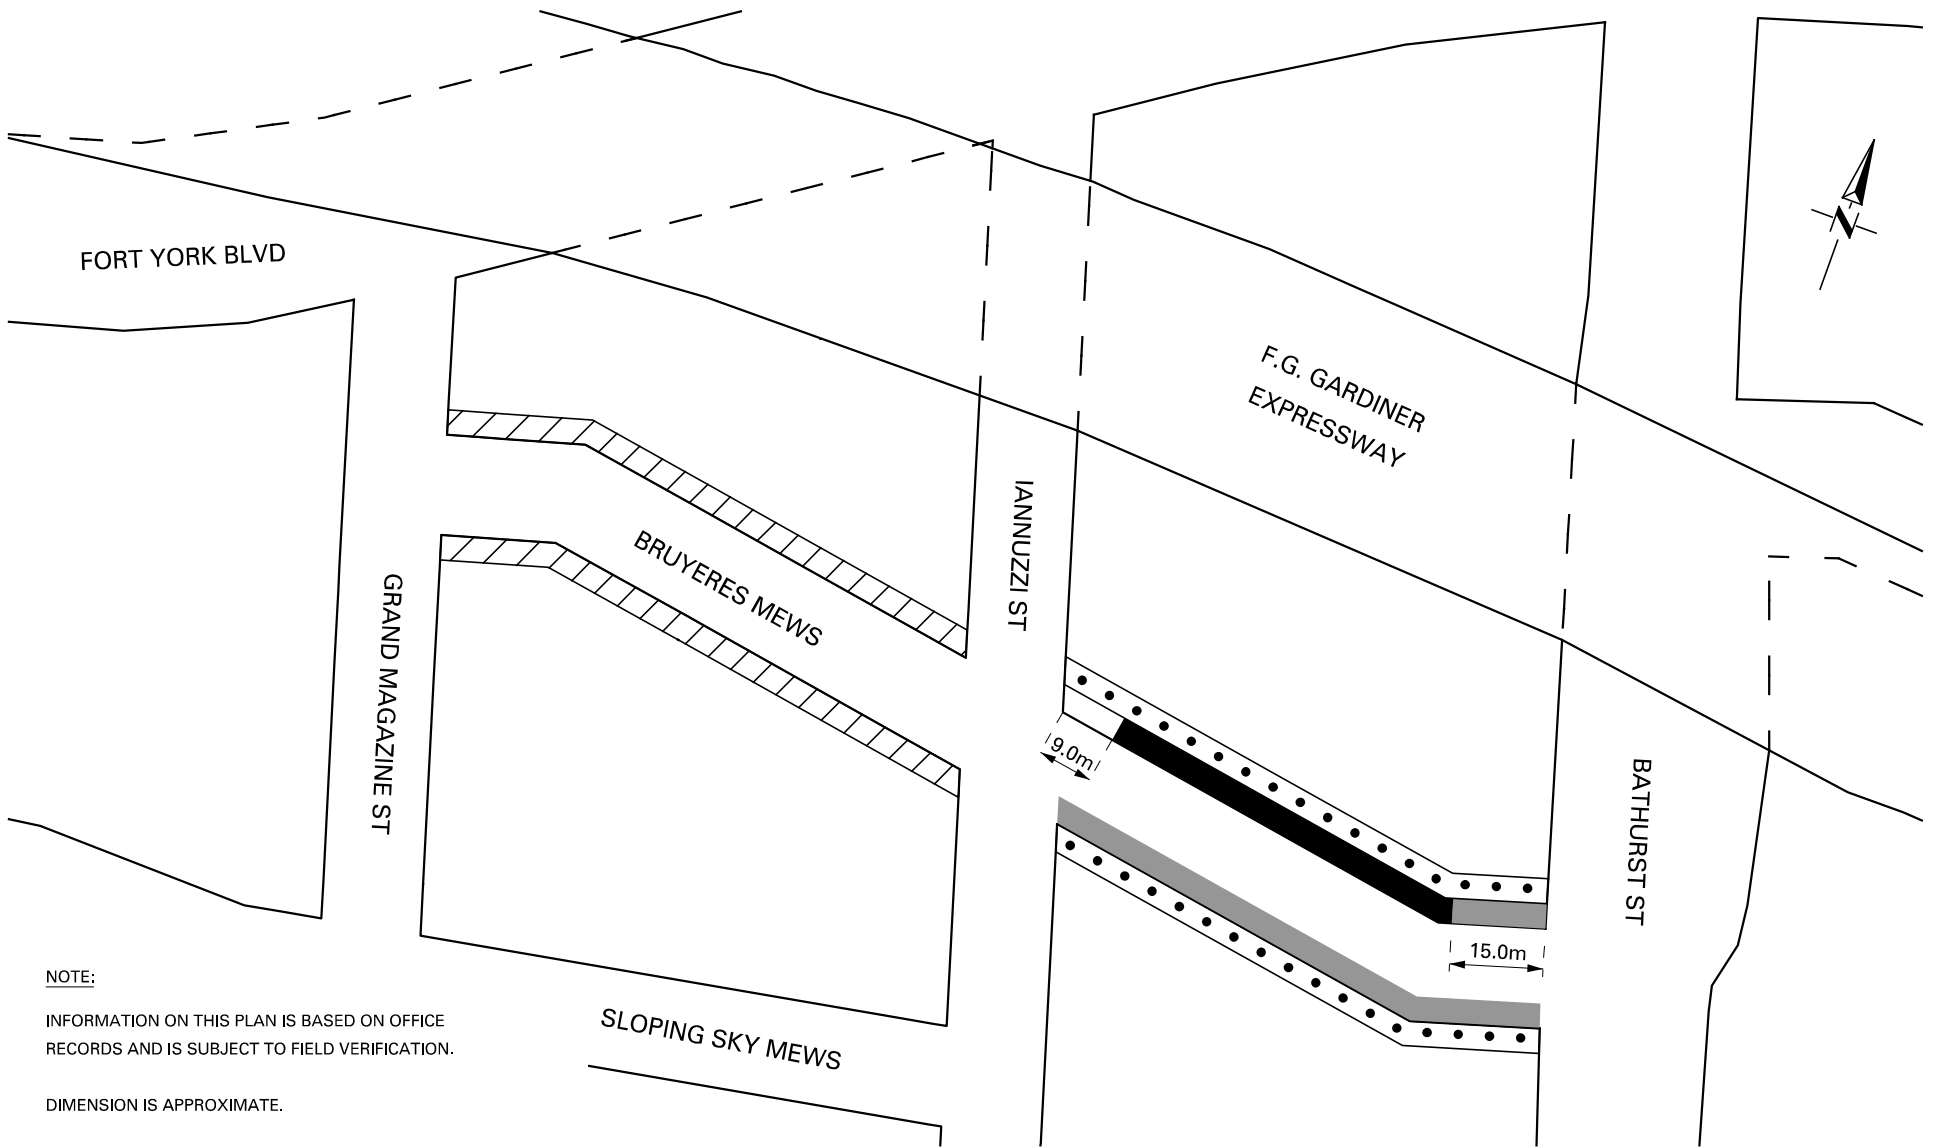 FORT YORK BLVD
F.G. GARDINER
EXPRESSWAY
N
IANNUZZI ST
BRUYERES MEWS
GRAND MAGAZINE ST
9.0m
BATHURST ST
15.0m
SLOPING SKY MEWS
NOTE:
INFORMATION ON THIS PLAN IS BASED ON OFFICE
RECORDS AND IS SUBJECT TO FIELD VERIFICATION.
DIMENSION IS APPROXIMATE.